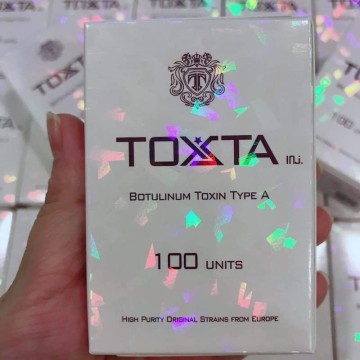 TOXTA INJ.
BOTULINUM TOXIN TYPE A
100 UNITS
HIGH PURITY ORIGINAL STRAINS FROM EUROPE